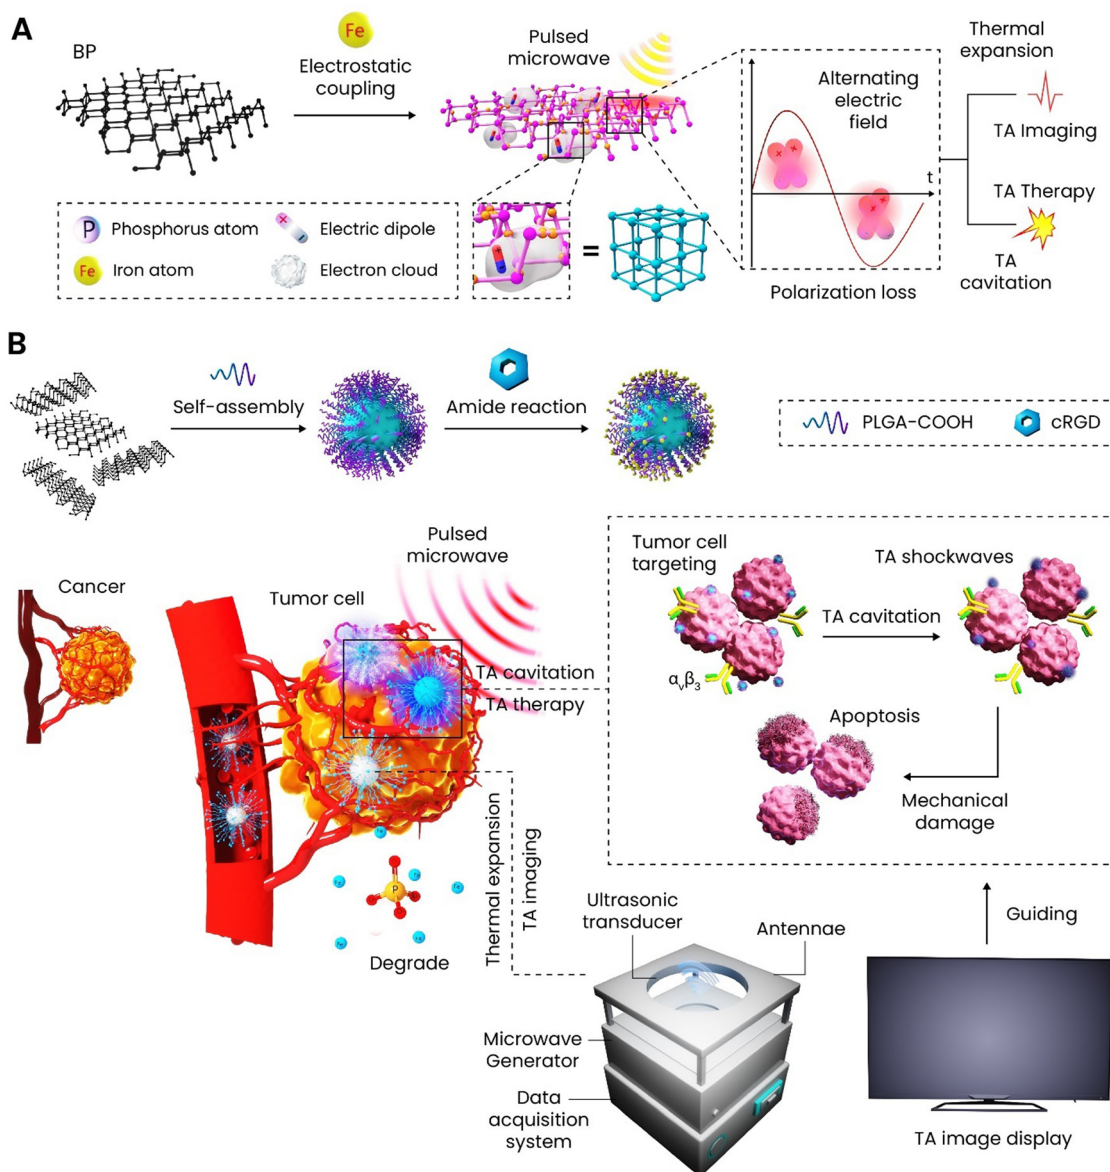 A
BP
Fe
Electrostatic
coupling
Pulsed
microwave
Alternating
electric
field
t
Polarization loss
Thermal
expansion
TA Imaging
TA Therapy
TA
cavitation
P Phosphorus atom
Electric dipole
Fe Iron atom
Electron cloud
=
B
Self-assembly
Amide reaction
PLGA-COOH
cRGD
Cancer
Tumor cell
Pulsed
microwave
TA cavitation
TA therapy
Tumor cell
targeting
αvβ3
TA shockwaves
TA cavitation
Apoptosis
Mechanical
damage
Thermal expansion
TA imaging
P
Degrade
Ultrasonic
transducer
Antennae
Microwave
Generator
Data
acquisition
system
Guiding
TA image display